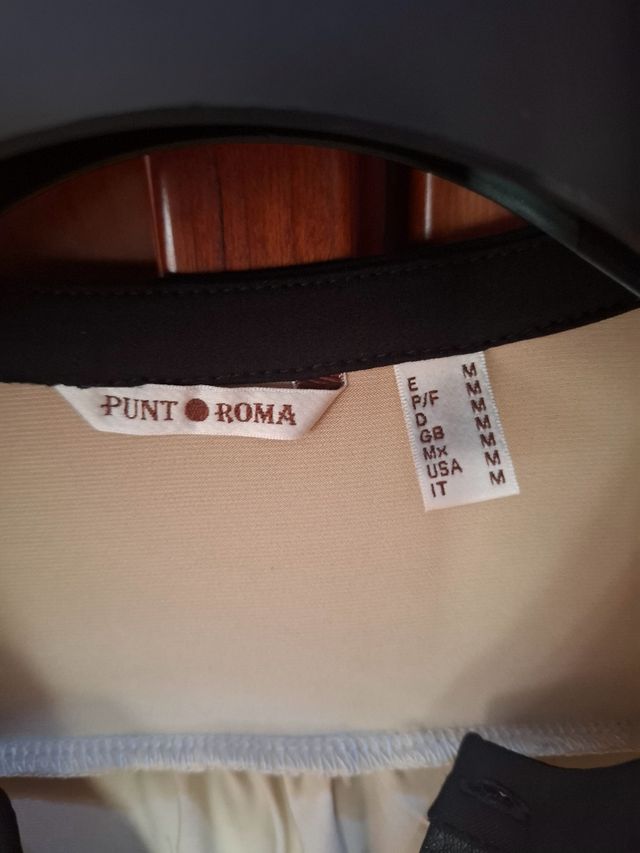 PUNT ROMA
E M
P/F M
D M
GB M
Mx M
USA M
IT M